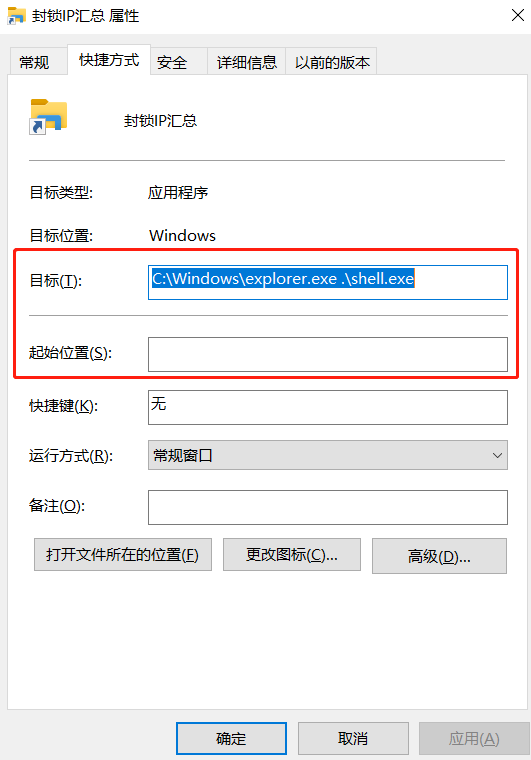 封锁IP汇总 属性
常规 快捷方式 安全 详细信息 以前的版本
封锁IP汇总
目标类型: 应用程序
目标位置: Windows
目标(T): C:\Windows\explorer.exe .\shell.exe
起始位置(S):
快捷键(K): 无
运行方式(R): 常规窗口
备注(O):
打开文件所在的位置(F) 更改图标(C)... 高级(D)...
确定 取消 应用(A)